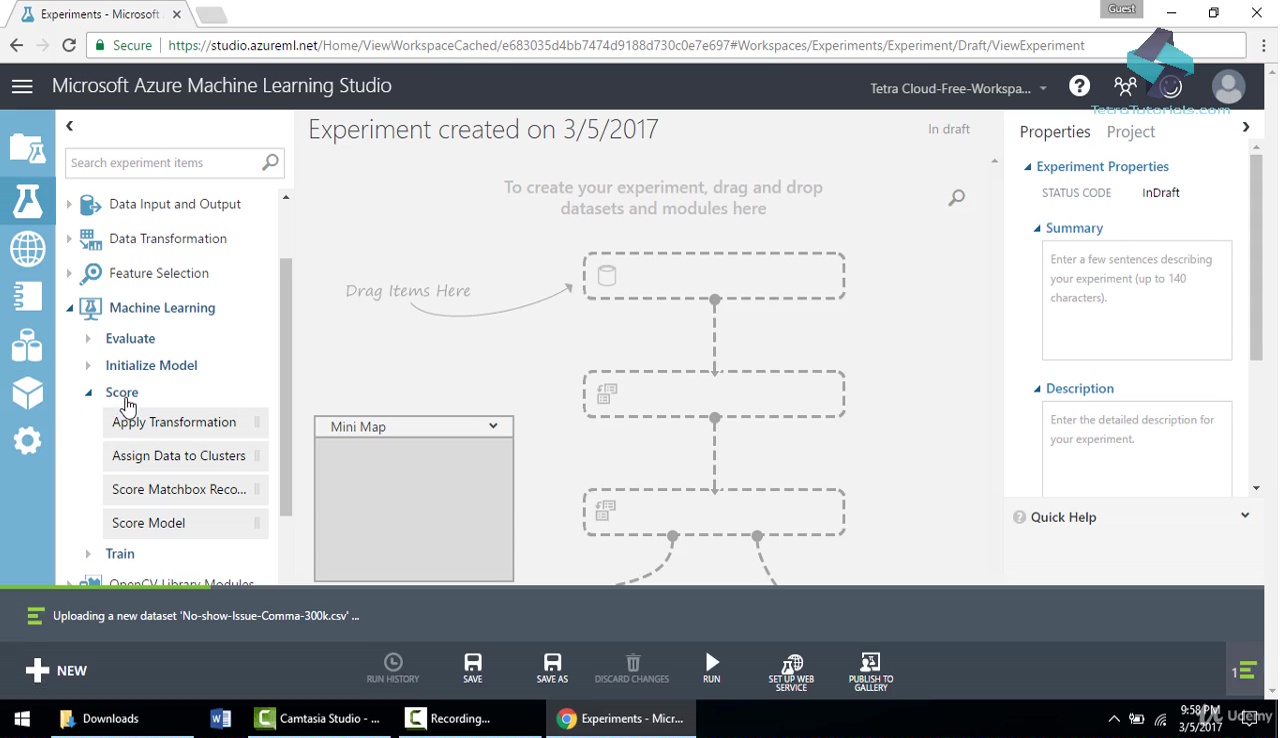 Experiments - Microsoft
Guest
Secure
https://studio.azureml.net/Home/ViewWorkspaceCached/e683035d4bb7474d9188d730c0e7e697#Workspaces/Experiments/Experiment/Draft/ViewExperiment
Microsoft Azure Machine Learning Studio
Tetra Cloud-Free-Workspa...
TetraTutorials.com
Search experiment items
Data Input and Output
Data Transformation
Feature Selection
Machine Learning
Evaluate
Initialize Model
Score
Apply Transformation
Assign Data to Clusters
Score Matchbox Reco...
Score Model
Train
OpenCV Library Modules
Experiment created on 3/5/2017
In draft
To create your experiment, drag and drop
datasets and modules here
Drag Items Here
Mini Map
Properties
Project
Experiment Properties
STATUS CODE
InDraft
Summary
Enter a few sentences describing
your experiment (up to 140
characters).
Description
Enter the detailed description for
your experiment.
Quick Help
Uploading a new dataset 'No-show-Issue-Comma-300k.csv' ...
NEW
RUN HISTORY
SAVE
SAVE AS
DISCARD CHANGES
RUN
SET UP WEB
SERVICE
PUBLISH TO
GALLERY
1
Downloads
Camtasia Studio - ...
Recording...
Experiments - Micr...
9:58 PM
3/5/2017
Udemy